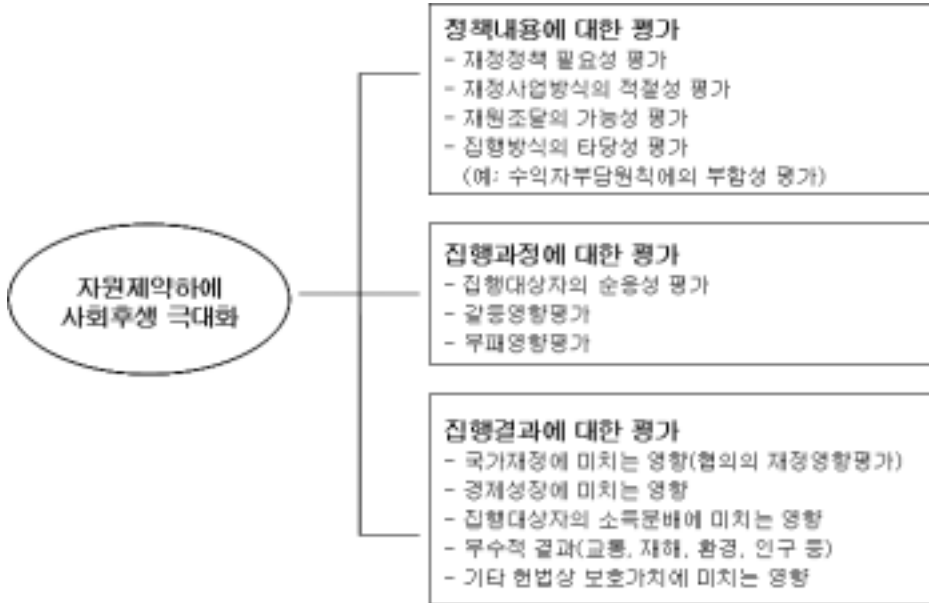 정책내용에 대한 평가
- 재정정책 필요성 평가
- 재정사업방식의 적절성 평가
- 재원조달의 가능성 평가
- 집행방식의 타당성 평가
(예: 수익자부담원칙에의 부합성 평가)
자원제약하에
사회후생 극대화
집행과정에 대한 평가
- 집행대상자의 순응성 평가
- 갈등영향평가
- 부패영향평가
집행결과에 대한 평가
- 국가재정에 미치는 영향(협의의 재정영향평가)
- 경제성장에 미치는 영향
- 집행대상자의 소득분배에 미치는 영향
- 부수적 결과(교통, 재해, 환경, 인구 등)
- 기타 헌법상 보호가치에 미치는 영향